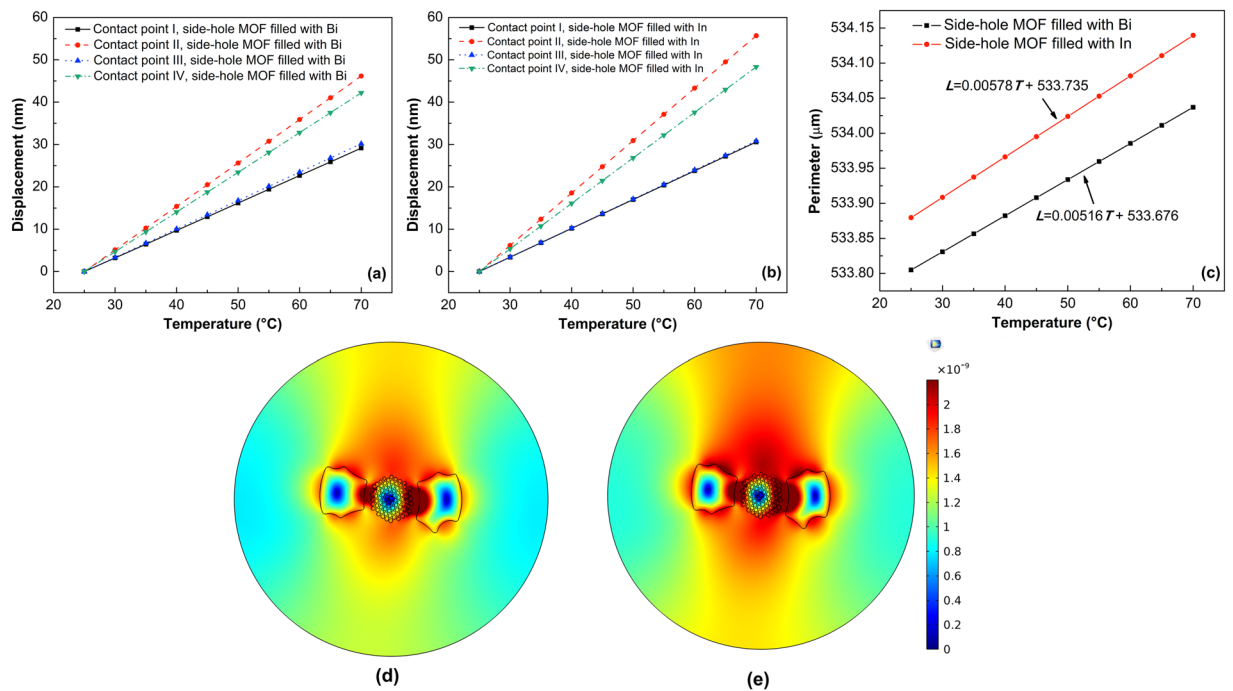 60
50
40
30
20
10
0
Displacement (nm)
Contact point I, side-hole MOF filled with Bi
Contact point II, side-hole MOF filled with Bi
Contact point III, side-hole MOF filled with Bi
Contact point IV, side-hole MOF filled with Bi
(a)
20 30 40 50 60 70
Temperature (°C)
60
50
40
30
20
10
0
Displacement (nm)
Contact point I, side-hole MOF filled with In
Contact point II, side-hole MOF filled with In
Contact point III, side-hole MOF filled with In
Contact point IV, side-hole MOF filled with In
(b)
20 30 40 50 60 70
Temperature (°C)
534.15
534.10
534.05
534.00
533.95
533.90
533.85
533.80
Perimeter (μm)
Side-hole MOF filled with Bi
Side-hole MOF filled with In
L=0.00578T + 533.735
L=0.00516T + 533.676
(c)
20 30 40 50 60 70
Temperature (°C)
×10⁻⁹
2
1.8
1.6
1.4
1.2
1
0.8
0.6
0.4
0.2
0
(d)
(e)